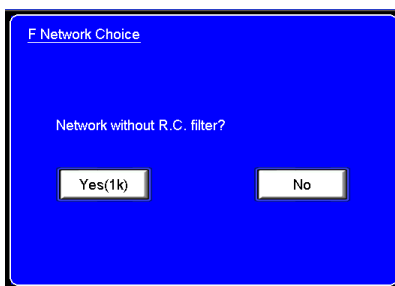 F Network Choice
Network without R.C. filter?
Yes(1k)
No